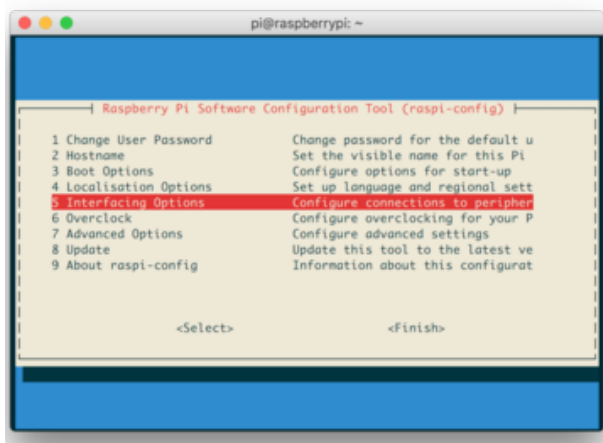 pi@raspberrypi: ~
Raspberry Pi Software Configuration Tool (raspi-config)
1 Change User Password Change password for the default u
2 Hostname Set the visible name for this Pi
3 Boot Options Configure options for start-up
4 Localisation Options Set up language and regional sett
5 Interfacing Options Configure connections to peripher
6 Overclock Configure overclocking for your P
7 Advanced Options Configure advanced settings
8 Update Update this tool to the latest ve
9 About raspi-config Information about this configurat
<Select> <Finish>